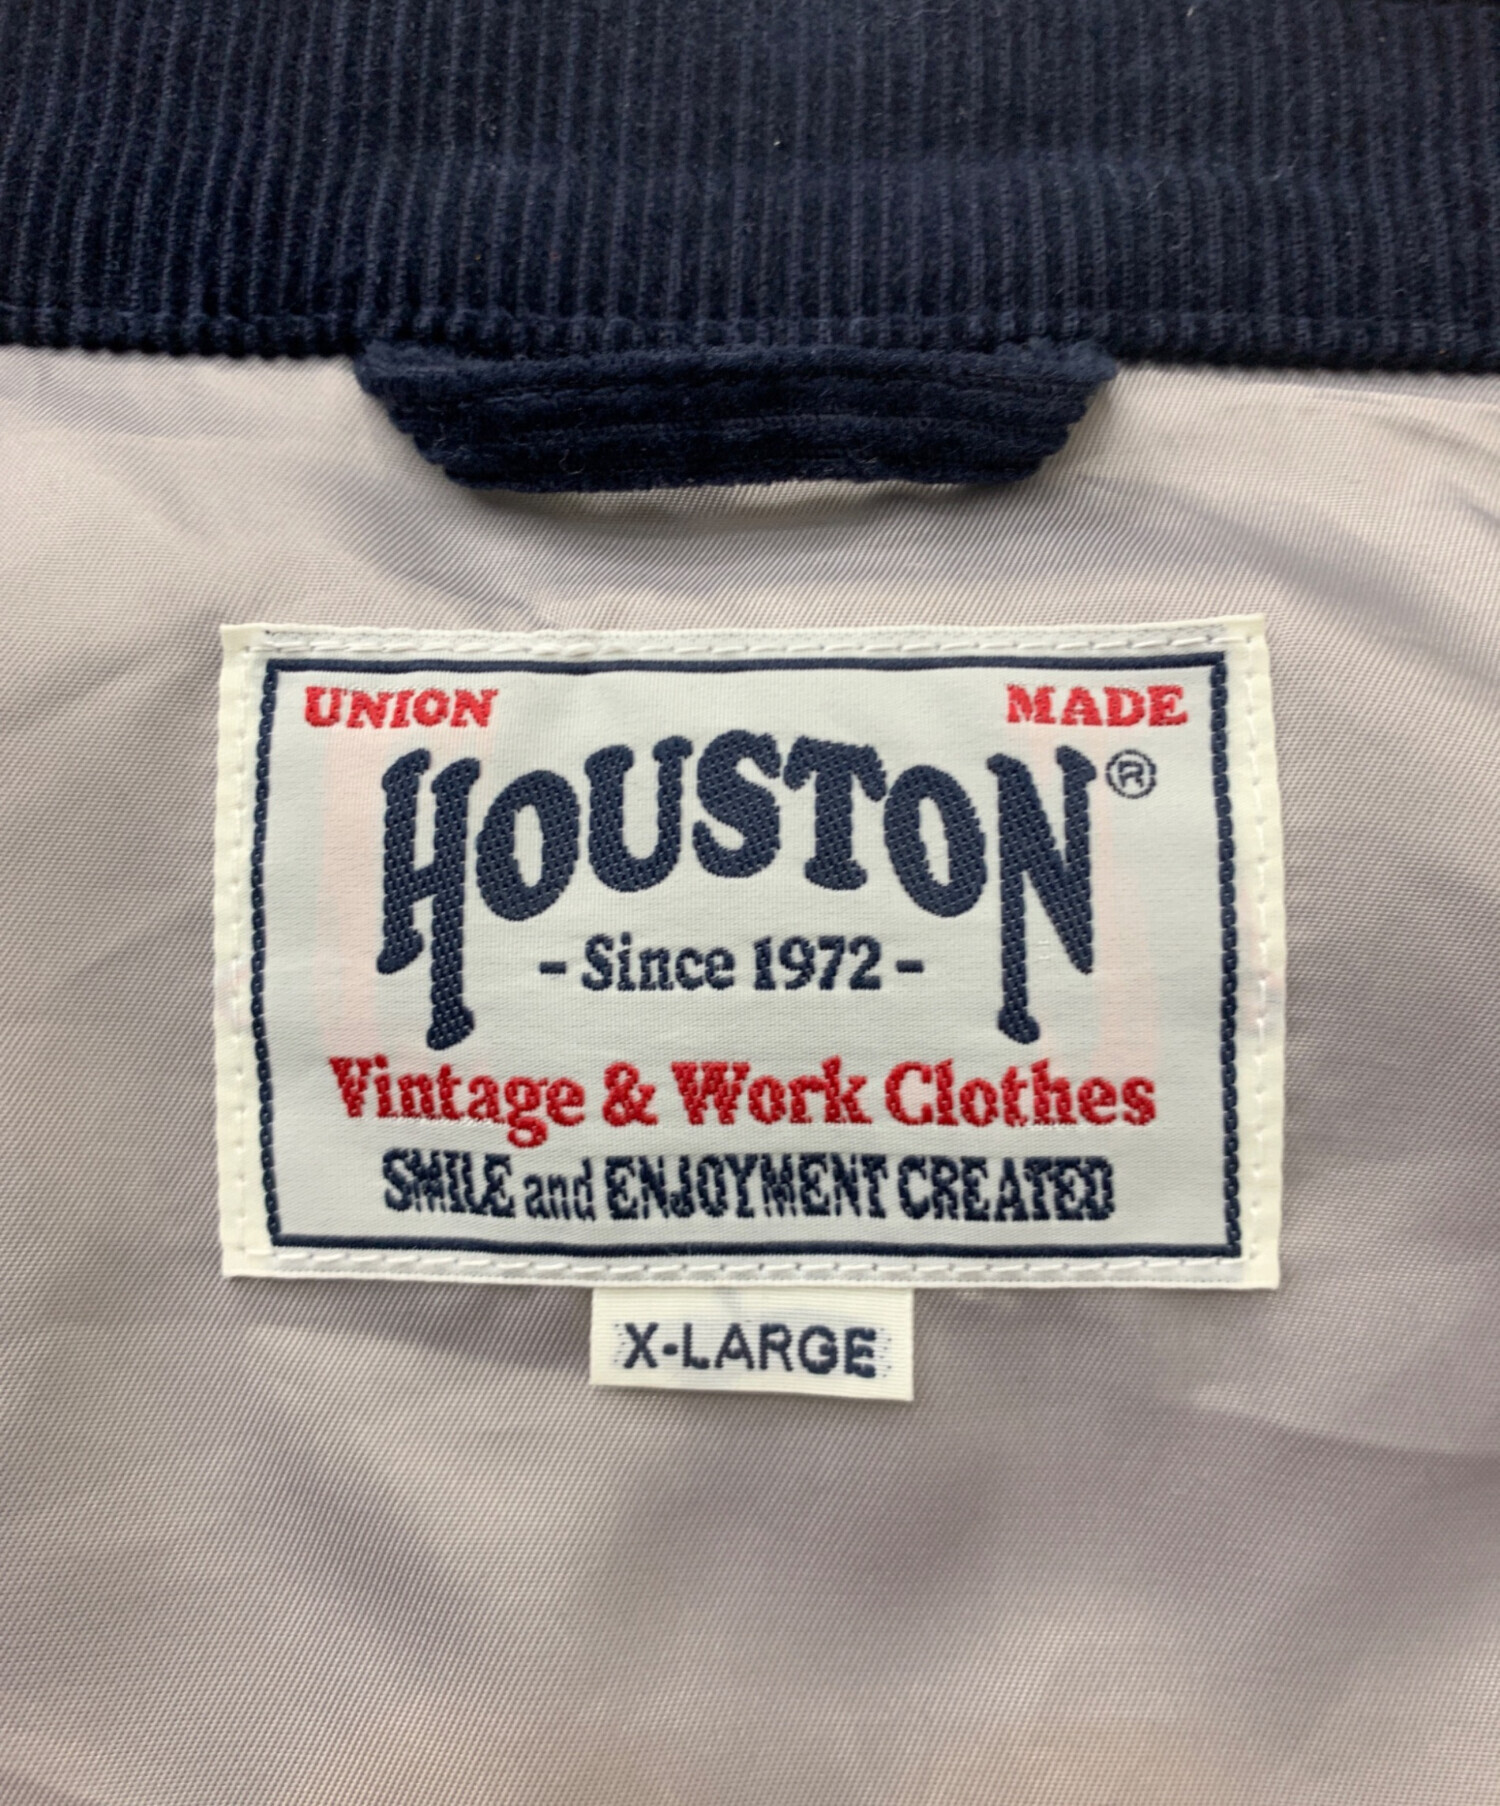 UNION MADE
HOUSTON®
- Since 1972 -
Vintage & Work Clothes
SMILE and ENJOYMENT CREATED
X-LARGE